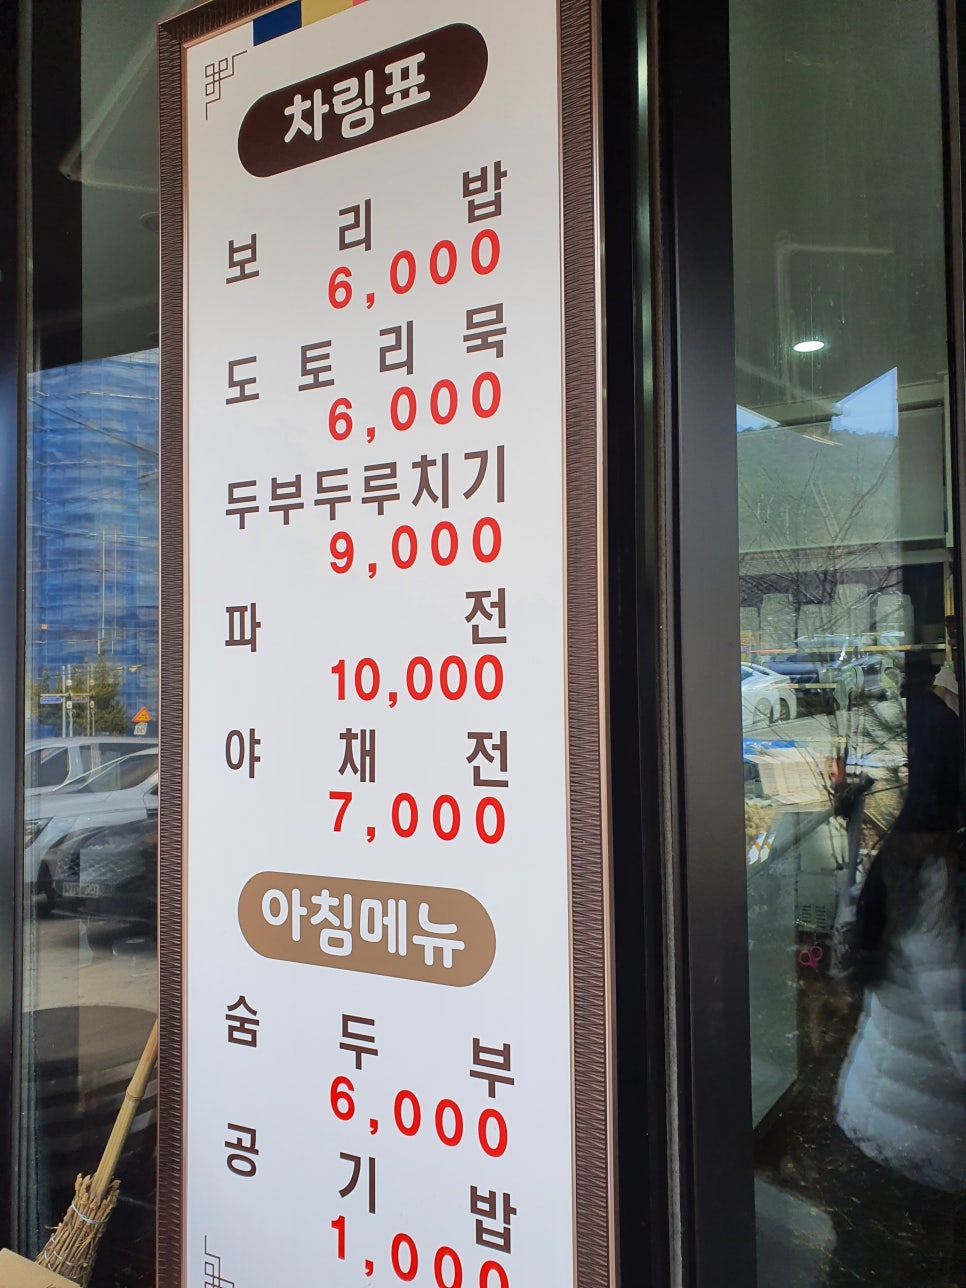 차림표
보리밥
6,000
도토리묵
6,000
두부두루치기
9,000
파전
10,000
야채전
7,000
아침메뉴
숨두부
6,000
공기밥
1,000